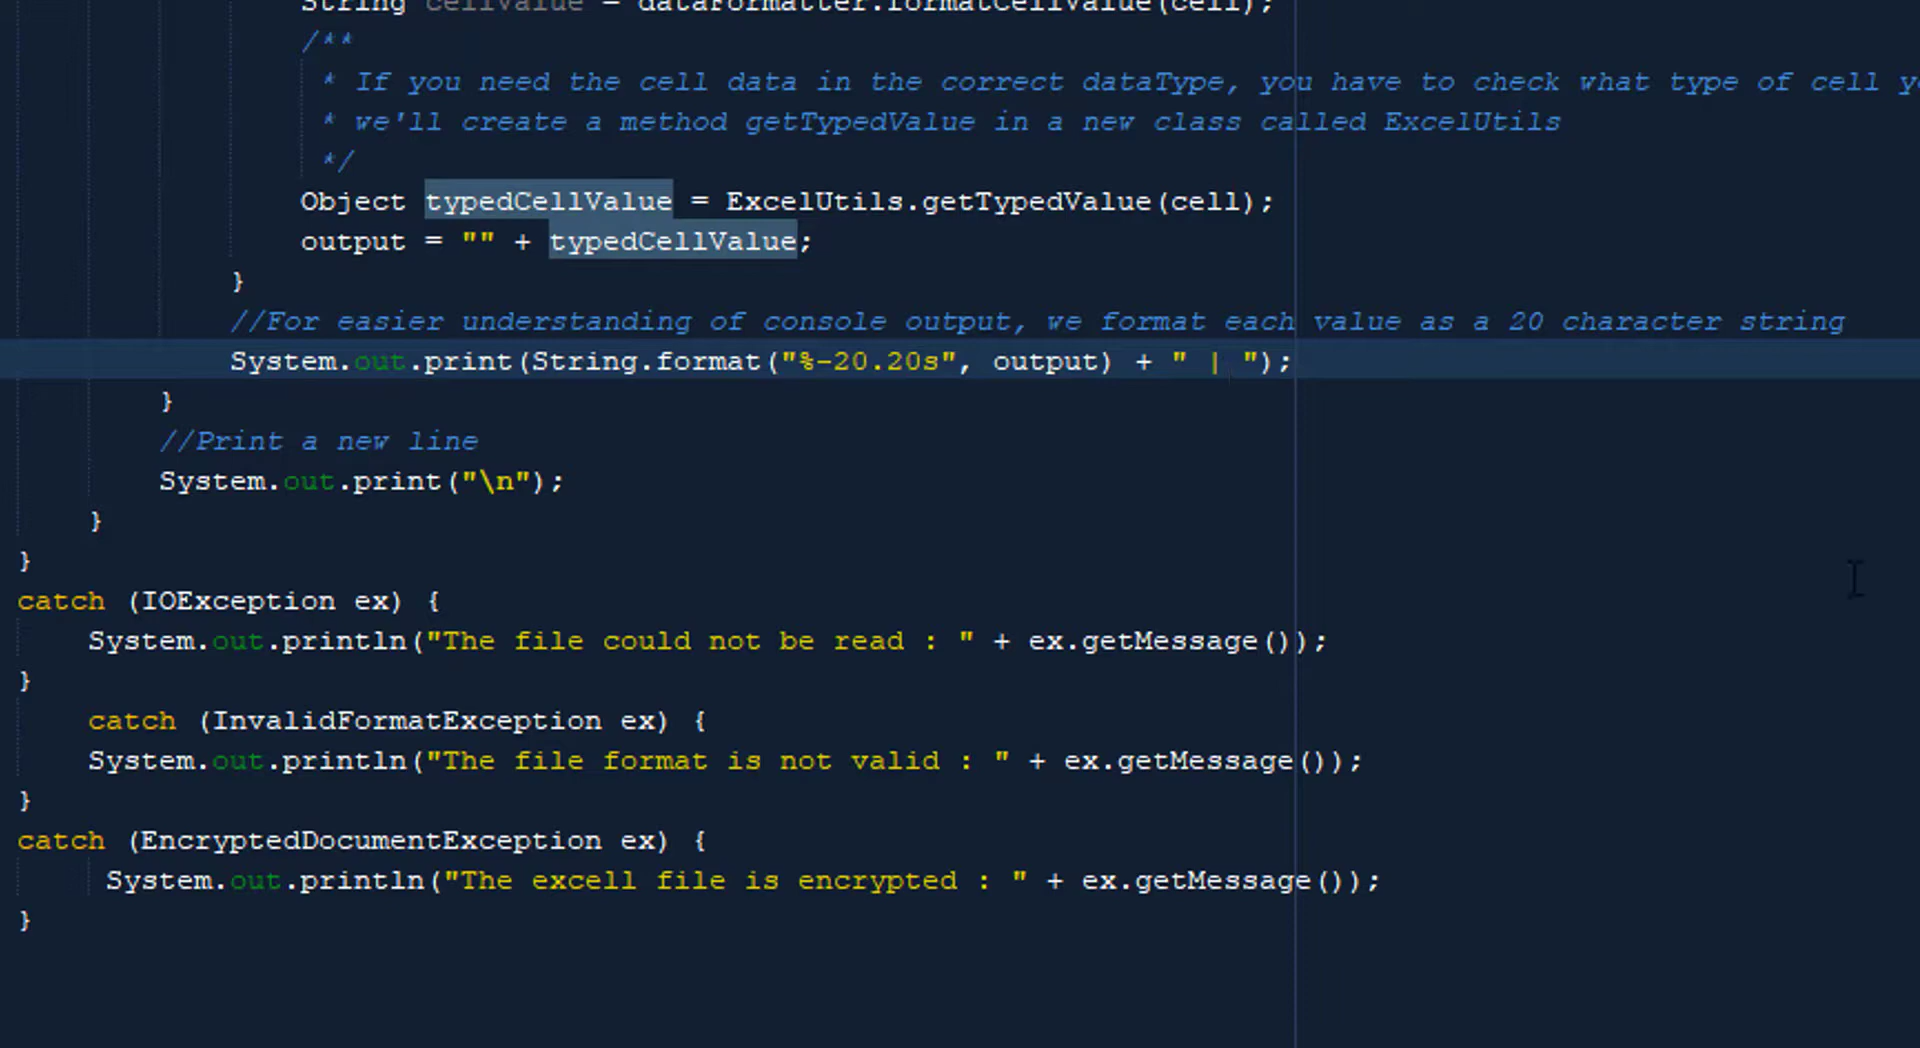 String cellValue = dataFormatter.formatCellValue(cell);
/**
* If you need the cell data in the correct dataType, you have to check what type of cell
* we'll create a method getTypedValue in a new class called ExcelUtils
*/
Object typedCellValue = ExcelUtils.getTypedValue(cell);
output = "" + typedCellValue;
}
//For easier understanding of console output, we format each value as a 20 character string
System.out.print(String.format("%-20.20s", output) + " | ");
}
//Print a new line
System.out.print("\n");
}
}
catch (IOException ex) {
System.out.println("The file could not be read : " + ex.getMessage());
}
catch (InvalidFormatException ex) {
System.out.println("The file format is not valid : " + ex.getMessage());
}
catch (EncryptedDocumentException ex) {
System.out.println("The excell file is encrypted : " + ex.getMessage());
}